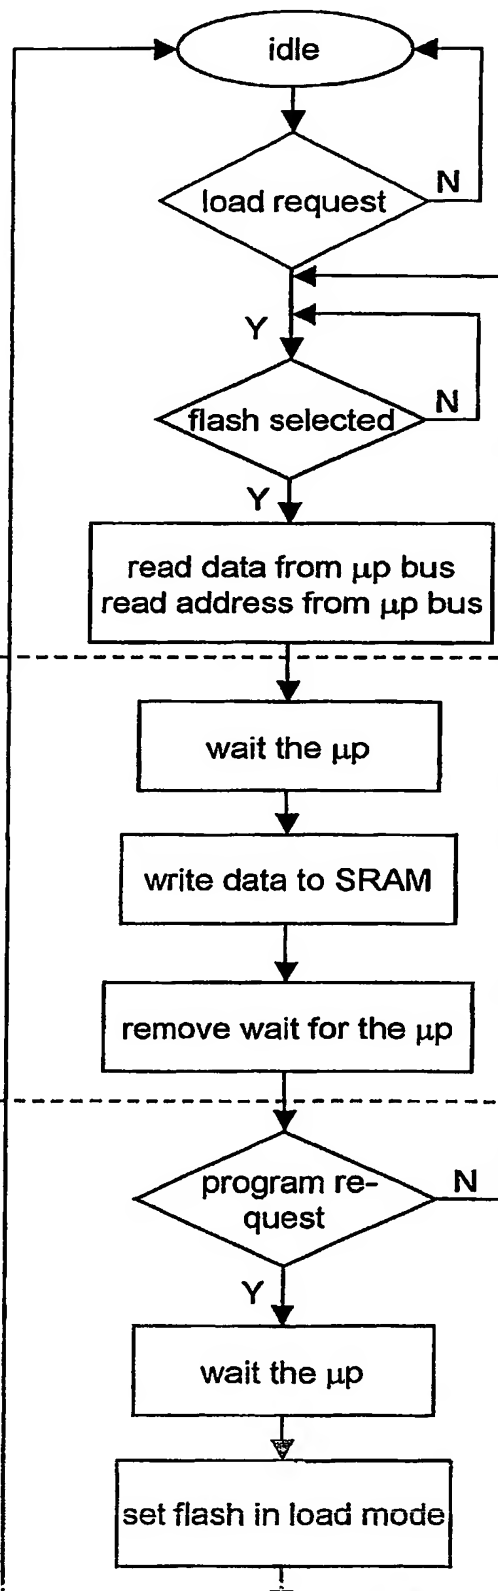 idle
load request
N
Y
flash selected
N
Y
read data from μp bus
read address from μp bus
wait the μp
write data to SRAM
remove wait for the μp
program re-
quest
N
Y
wait the μp
set flash in load mode